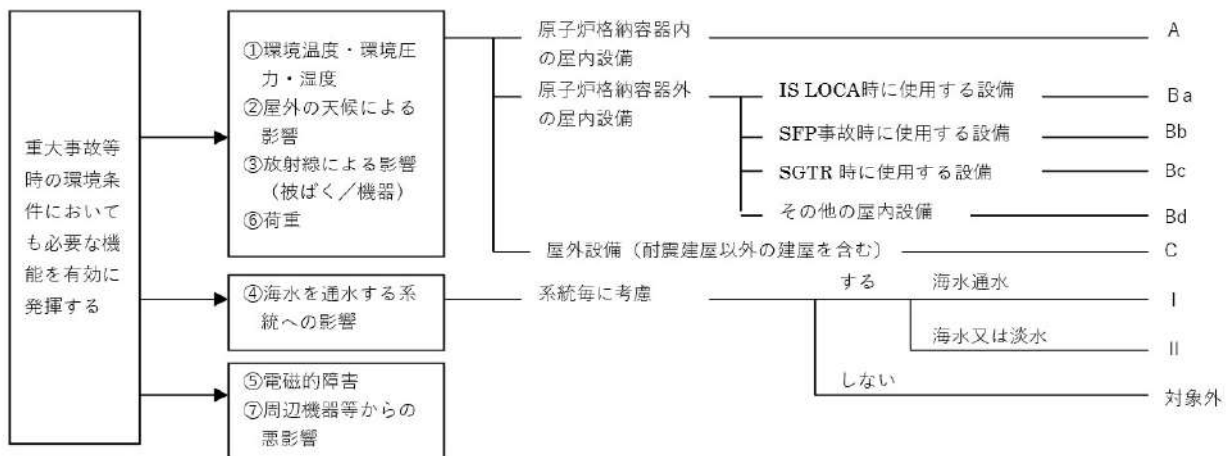 重大事故等
時の環境条
件において
も必要な機
能を有効に
発揮する
①環境温度・環境圧
力・湿度
②屋外の天候による
影響
③放射線による影響
(被ばく／機器)
⑥荷重
④海水を通水する系
統への影響
⑤電磁的障害
⑦周辺機器等からの
悪影響
原子炉格納容器内
の屋内設備
A
原子炉格納容器外
の屋内設備
IS LOCA時に使用する設備
Ba
SFP事故時に使用する設備
Bb
SGTR 時に使用する設備
Bc
その他の屋内設備
Bd
屋外設備（耐震建屋以外の建屋を含む）
C
系統毎に考慮
する
海水通水
I
海水又は淡水
II
しない
対象外